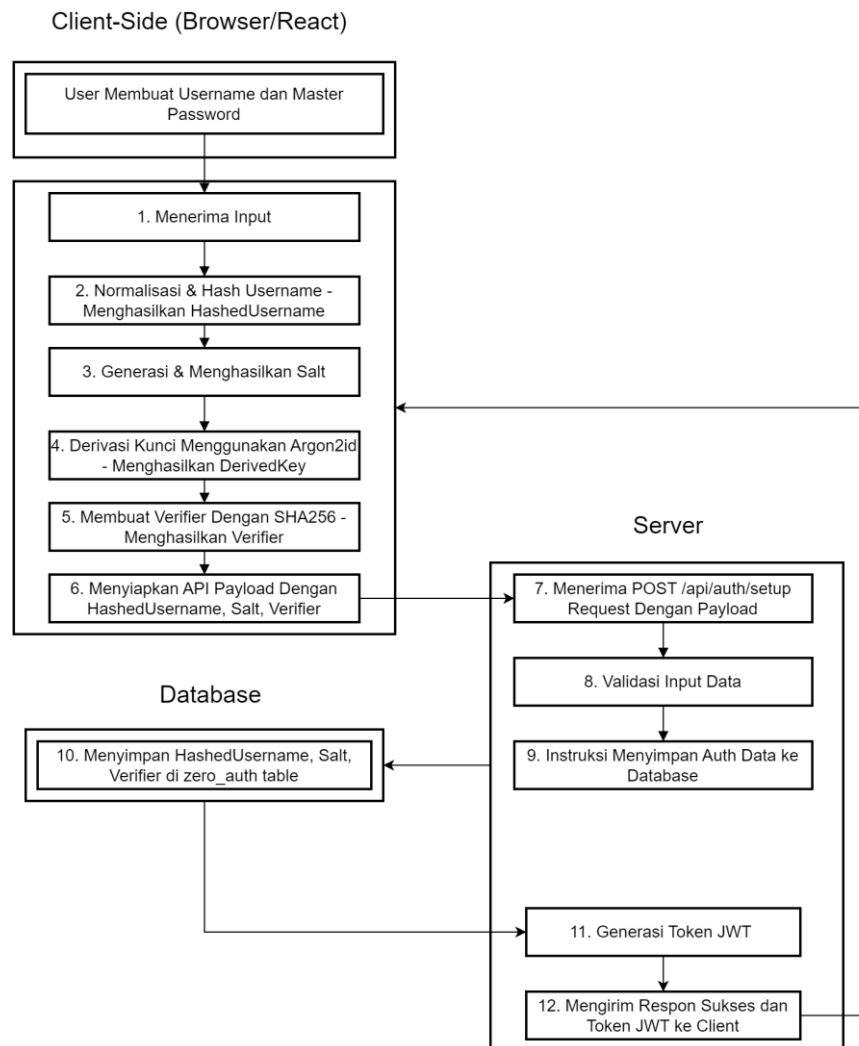 Client-Side (Browser/React)
User Membuat Username dan Master
Password
1. Menerima Input
2. Normalisasi & Hash Username -
Menghasilkan HashedUsername
3. Generasi & Menghasilkan Salt
4. Derivasi Kunci Menggunakan Argon2id
- Menghasilkan DerivedKey
5. Membuat Verifier Dengan SHA256 -
Menghasilkan Verifier
6. Menyiapkan API Payload Dengan
HashedUsername, Salt, Verifier
Server
7. Menerima POST /api/auth/setup
Request Dengan Payload
8. Validasi Input Data
9. Instruksi Menyimpan Auth Data ke
Database
Database
10. Menyimpan HashedUsername, Salt,
Verifier di zero_auth table
11. Generasi Token JWT
12. Mengirim Respon Sukses dan
Token JWT ke Client